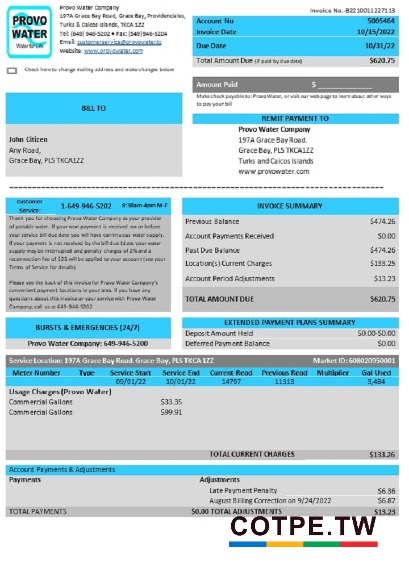 PROVO
WATER
Water for Life
Provo Water Company
197A Grace Bay Road, Grace Bay, Providenciales,
Turks & Caicos Islands, TKCA 1ZZ
Tel: (649) 946-5202 • Fax: (649)946-5204
Email: customerservice@provowater.tc
Website: www.provowater.com
Check here to change mailing address and make changes below
Invoice No.-B22100112271­13
Account No 5005464
Invoice Date 10/15/2022
Due Date 10/31/22
Total Amount Due (if paid by due date) $620.75
Amount Paid $
Make check payable to: Provo Water, or visit our web page to learn about other ways
to pay your bill
BILL TO
John Citizen
Any Road,
Grace Bay, PLS TKCA1ZZ
REMIT PAYMENT TO
Provo Water Company
197A Grace Bay Road,
Grace Bay, PLS TKCA1ZZ
Turks and Caicos Islands
www.provowater.com
Customer
Service: 1-649-946-5202 8:30am-4pm M-F
Thank you for choosing Provo Water Company as your provider
of potable water. If your next payment is received on or before
your service bill due date you will have continuous water supply.
If your payment is not received by the bill due date, your water
supply may be interrupted and penalty charges of 2% and a
reconnection fee of $25 will be applied to your account (see your
Terms of Service for details)
Please see the back of this invoice for Provo Water Company's
convenient payment locations in your area. If you have any
questions about this invoice or your service with Provo Water
Company, call us at 649-946-5202
BURSTS & EMERGENCIES (24/7)
Provo Water Company: 649-946-5200
INVOICE SUMMARY
Previous Balance $474.26
Account Payments Received $0.00
Past Due Balance $474.26
Location(s) Current Charges $133.26
Account Period Adjustments $13.23
TOTAL AMOUNT DUE $620.75
EXTENDED PAYMENT PLANS SUMMARY
Deposit Amount Held $0.00-$0.00
Deferred Payment Balance $0.00
Service Location: 197A Grace Bay Road, Grace Bay, PLS TKCA 1ZZ Market ID: 608020950001
Meter Number Type Service Start Service End Current Read Previous Read Multiplier Gal Used
09/01/22 10/01/22 14797 11313 3,484
Usage Charges (Provo Water)
Commercial Gallons $33.35
Commercial Gallons $99.91
TOTAL CURRENT CHARGES $133.26
Account Payments & Adjustments
Payments Adjustments
Late Payment Penalty $6.36
August Billing Correction on 9/24/2022 $6.87
TOTAL PAYMENTS $0.00 TOTAL ADJUSTMENTS $13.23
COTPE.TW